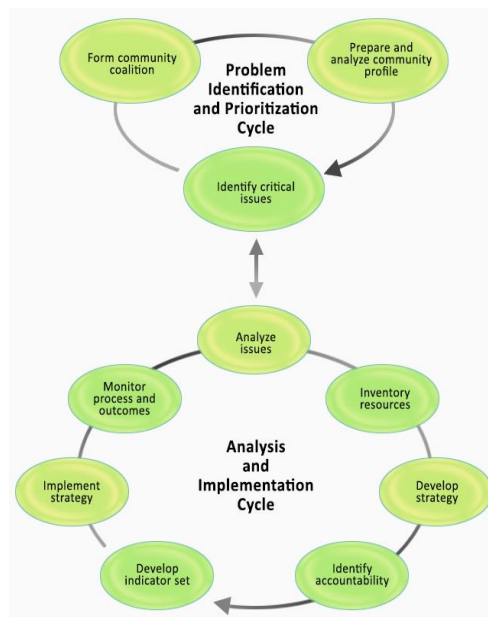 Form community
coalition
Prepare and
analyze community
profile
Problem
Identification
and Prioritization
Cycle
Identify critical
issues
Analyze
issues
Monitor
process and
outcomes
Inventory
resources
Analysis
and
Implementation
Cycle
Implement
strategy
Develop
strategy
Develop
indicator set
Identify
accountability